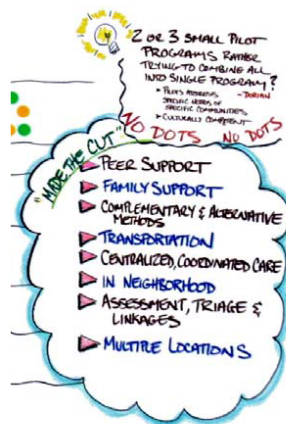 2 OR 3 SMALL PILOT
PROGRAMS RATHER
TRYING TO COMBINE ALL
INTO SINGLE PROGRAM?
PILOTS ADDRESS - DORIAN
SPECIFIC NEEDS OF
SPECIFIC COMMUNITIES
CULTURALLY COMPETENT
NO DOTS NO DOTS
"MADE THE CUT"
PEER SUPPORT
FAMILY SUPPORT
COMPLEMENTARY & ALTERNATIVE
METHODS
TRANSPORTATION
CENTRALIZED, COORDINATED CARE
IN NEIGHBORHOOD
ASSESSMENT, TRIAGE &
LINKAGES
MULTIPLE LOCATIONS